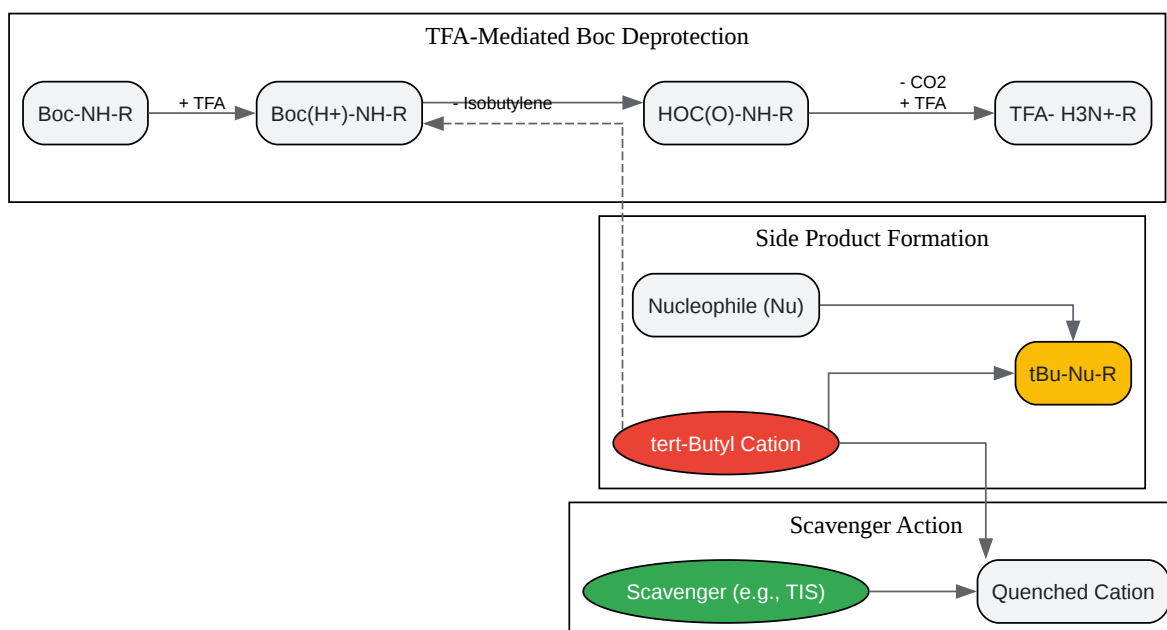 TFA-Mediated Boc Deprotection
Boc-NH-R
+ TFA
Boc(H+)-NH-R
- Isobutylene
HOC(O)-NH-R
- CO2
+ TFA
TFA- H3N+-R
Side Product Formation
Nucleophile (Nu)
tBu-Nu-R
tert-Butyl Cation
Scavenger Action
Scavenger (e.g., TIS)
Quenched Cation